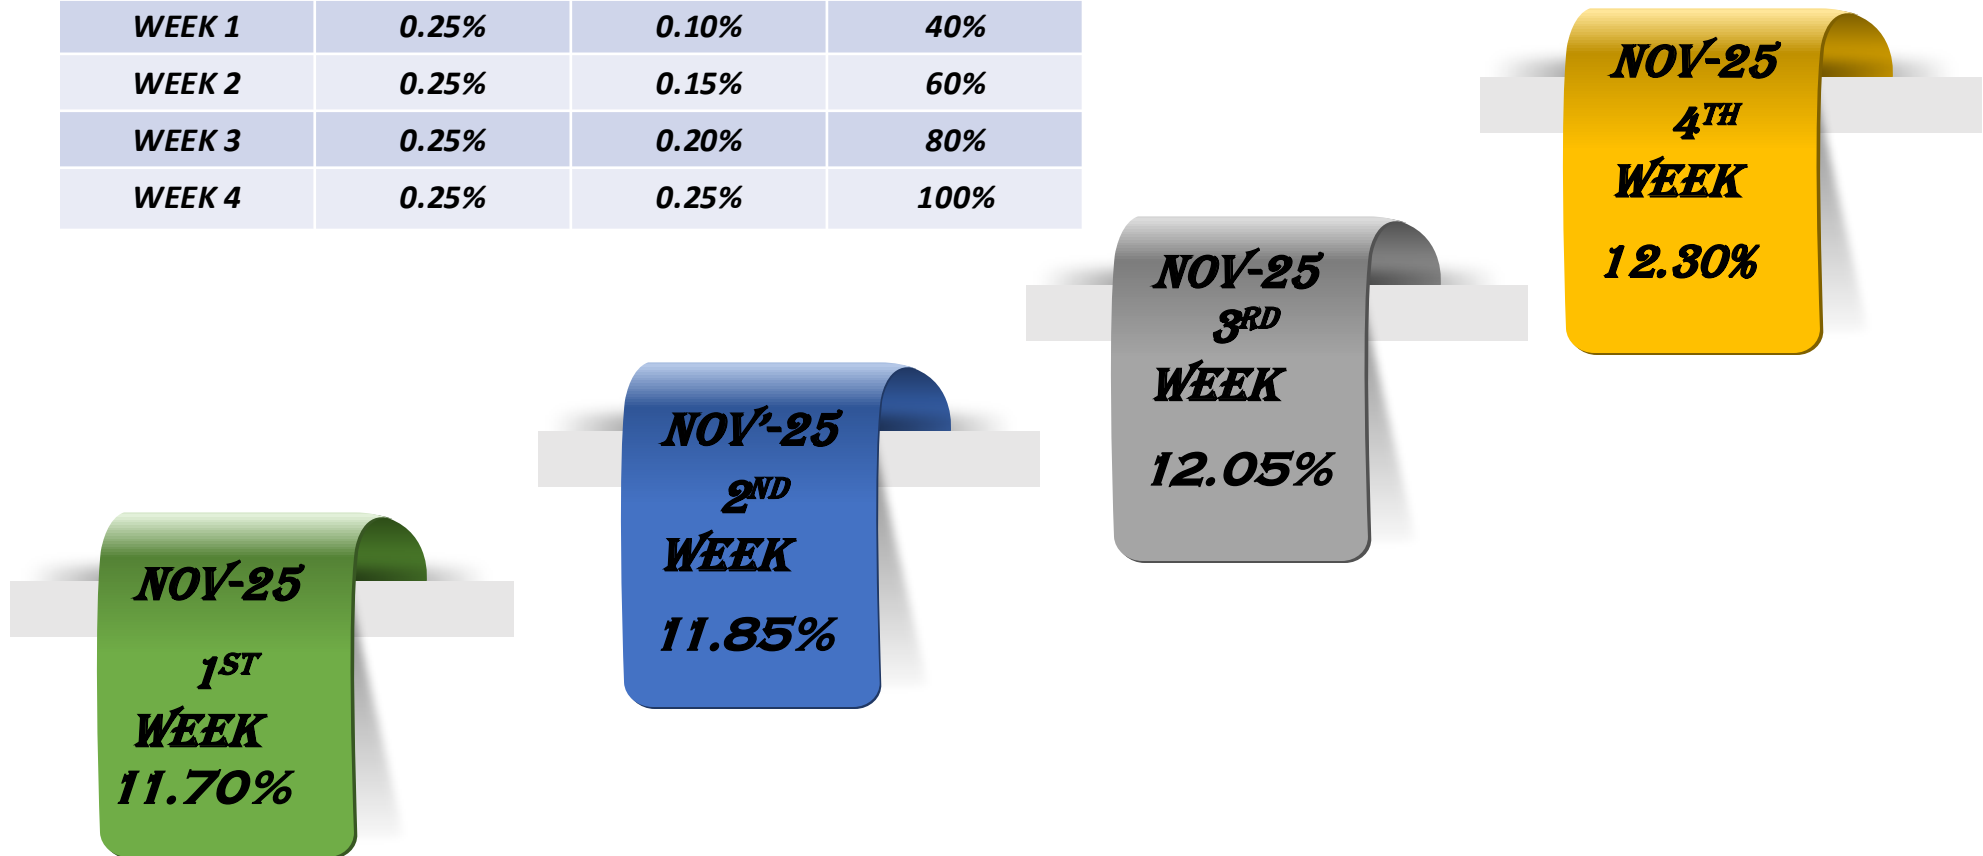 WEEK 1 0.25% 0.10% 40%
WEEK 2 0.25% 0.15% 60%
WEEK 3 0.25% 0.20% 80%
WEEK 4 0.25% 0.25% 100%
NOV-25
1ST
WEEK
11.70%
NOV'-25
2ND
WEEK
11.85%
NOV-25
3RD
WEEK
12.05%
NOV-25
4TH
WEEK
12.30%